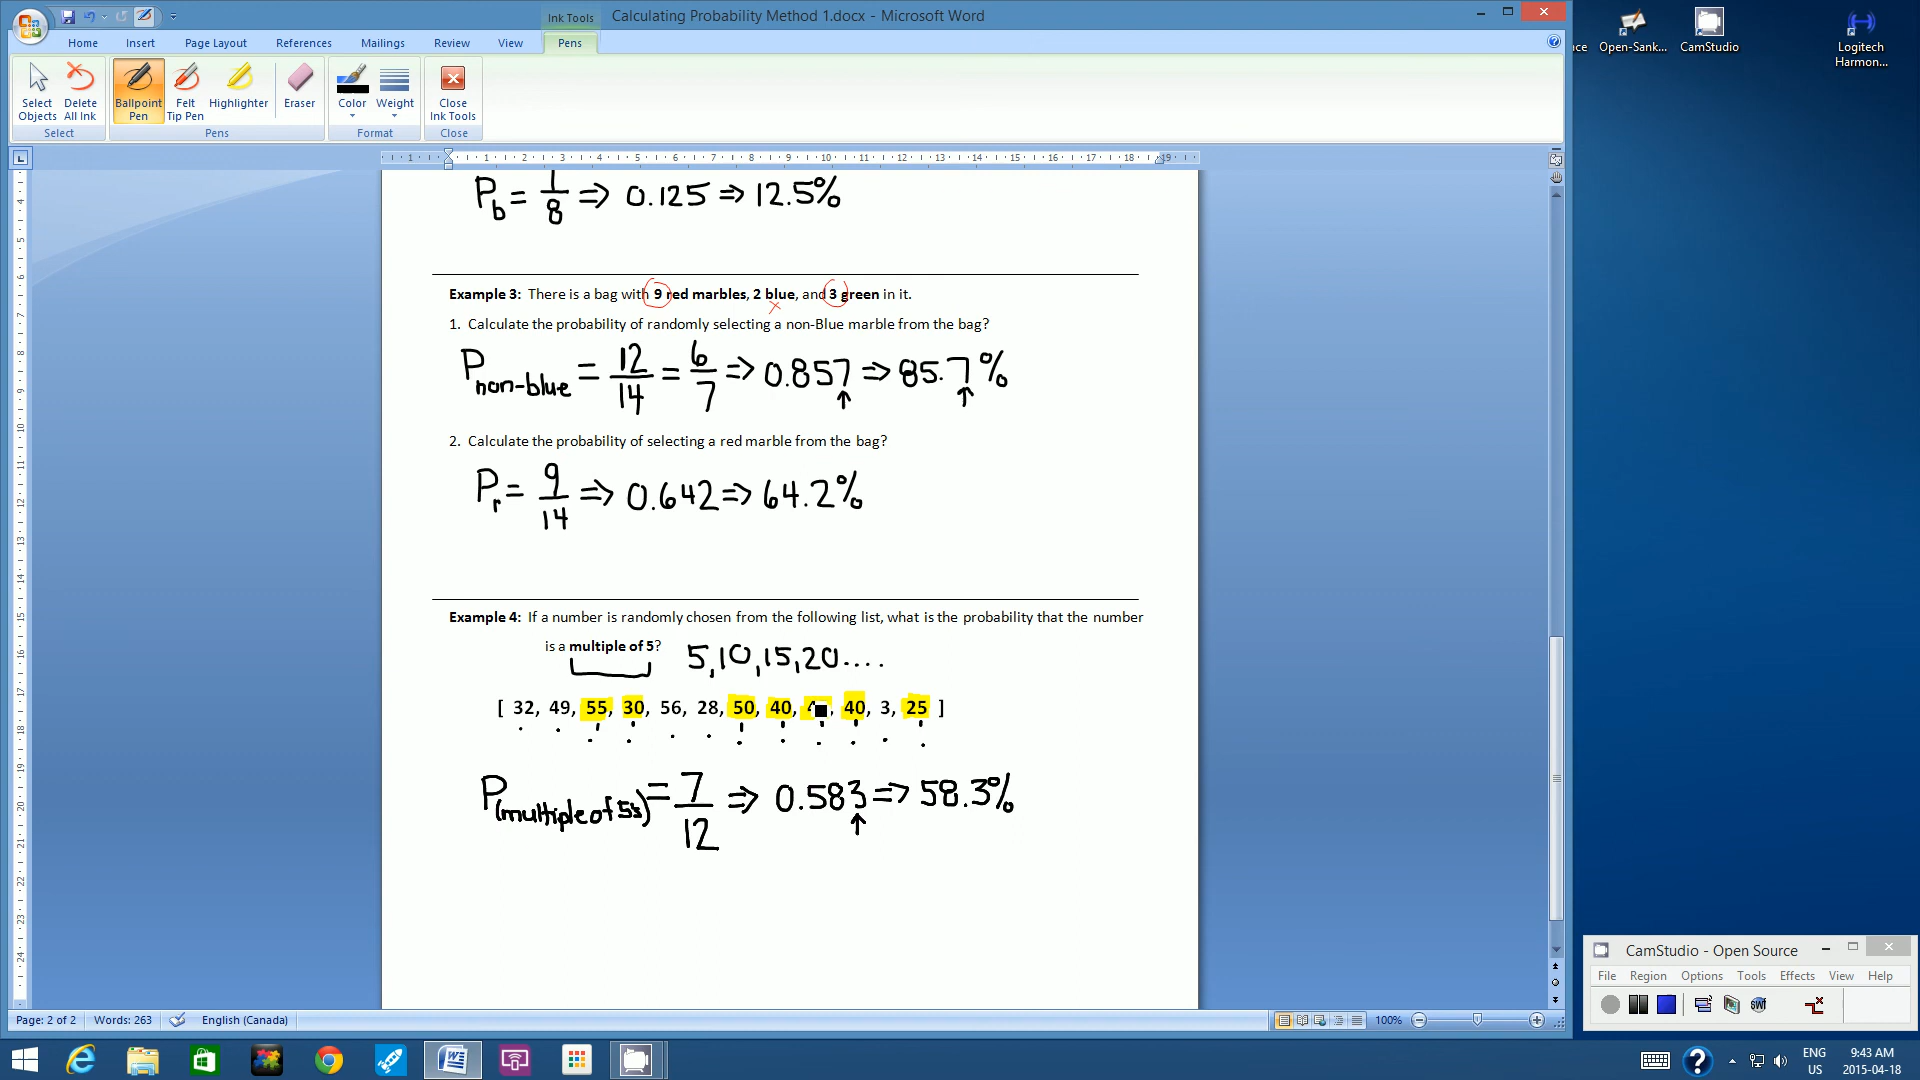 Ink Tools
Calculating Probability Method 1.docx - Microsoft Word
Home Insert Page Layout References Mailings Review View Pens
Select Objects
Delete All Ink
Ballpoint Pen
Felt Tip Pen
Highlighter
Eraser
Color
Weight
Close Ink Tools
Select Pens Format Close
Open-Sank...
CamStudio
Logitech Harmon...
P b = 1/8 => 0.125 => 12.5%
Example 3: There is a bag with 9 red marbles, 2 blue, and 3 green in it.
1. Calculate the probability of randomly selecting a non-Blue marble from the bag?
P non-blue = 12/14 = 6/7 => 0.857 => 85.7%
2. Calculate the probability of selecting a red marble from the bag?
P r = 9/14 => 0.642 => 64.2%
Example 4: If a number is randomly chosen from the following list, what is the probability that the number
is a multiple of 5? 5,10,15,20....
[ 32, 49, 55, 30, 56, 28, 50, 40, , 40, 3, 25 ]
P (multiple of 5s) = 7/12 => 0.583 => 58.3%
CamStudio - Open Source
File Region Options Tools Effects View Help
Page: 2 of 2 Words: 263 English (Canada) 100%
ENG 9:43 AM
US 2015-04-18